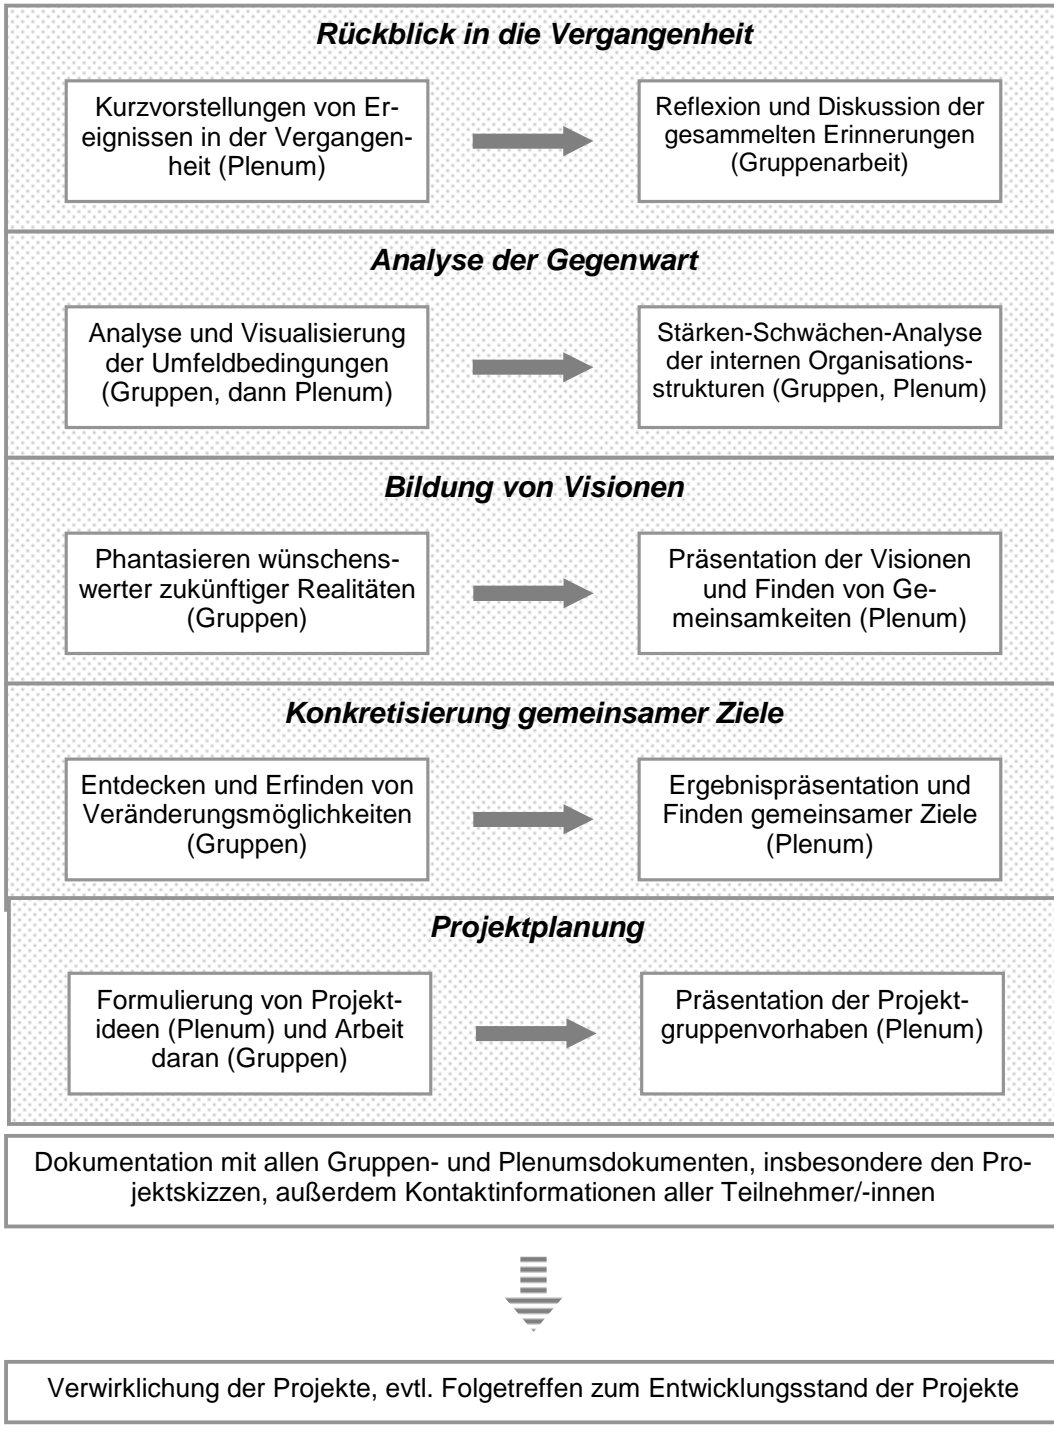 Rückblick in die Vergangenheit
Kurzvorstellungen von Er-
eignissen in der Vergangen-
heit (Plenum)
Reflexion und Diskussion der
gesammelten Erinnerungen
(Gruppenarbeit)
Analyse der Gegenwart
Analyse und Visualisierung
der Umfeldbedingungen
(Gruppen, dann Plenum)
Stärken-Schwächen-Analyse
der internen Organisations-
strukturen (Gruppen, Plenum)
Bildung von Visionen
Phantasieren wünschens-
werter zukünftiger Realitäten
(Gruppen)
Präsentation der Visionen
und Finden von Ge-
meinsamkeiten (Plenum)
Konkretisierung gemeinsamer Ziele
Entdecken und Erfinden von
Veränderungsmöglichkeiten
(Gruppen)
Ergebnispräsentation und
Finden gemeinsamer Ziele
(Plenum)
Projektplanung
Formulierung von Projekt-
ideen (Plenum) und Arbeit
daran (Gruppen)
Präsentation der Projekt-
gruppenvorhaben (Plenum)
Dokumentation mit allen Gruppen- und Plenumsdokumenten, insbesondere den Pro-
jektskizzen, außerdem Kontaktinformationen aller Teilnehmer/-innen
Verwirklichung der Projekte, evtl. Folgetreffen zum Entwicklungsstand der Projekte